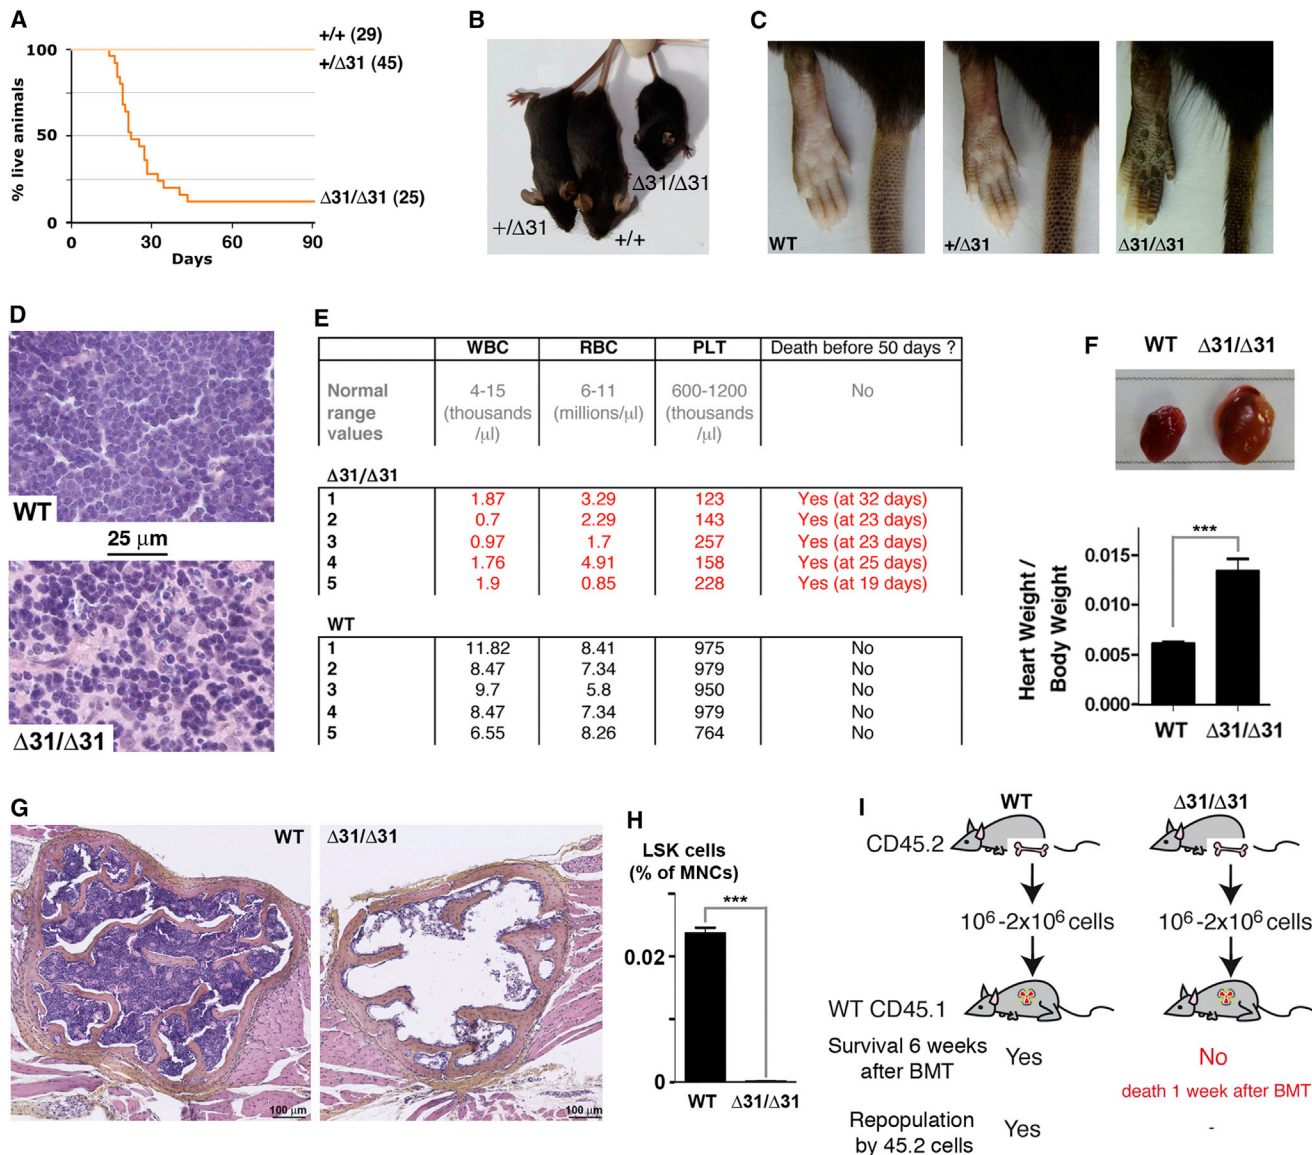 A
% live animals
100
50
0
0 30 60 90
Days
+/+ (29)
+/Δ31 (45)
Δ31/Δ31 (25)
B
+/Δ31
+/+
Δ31/Δ31
C
WT
+/Δ31
Δ31/Δ31
D
WT
25 μm
Δ31/Δ31
E
WBC RBC PLT Death before 50 days ?
Normal 4-15 6-11 600-1200 No
range (thousands (millions/μl) (thousands
values /μl) /μl)
Δ31/Δ31
1 1.87 3.29 123 Yes (at 32 days)
2 0.7 2.29 143 Yes (at 23 days)
3 0.97 1.7 257 Yes (at 23 days)
4 1.76 4.91 158 Yes (at 25 days)
5 1.9 0.85 228 Yes (at 19 days)
WT
1 11.82 8.41 975 No
2 8.47 7.34 979 No
3 9.7 5.8 950 No
4 8.47 7.34 979 No
5 6.55 8.26 764 No
F
WT Δ31/Δ31
***
Heart Weight /
Body Weight
0.015
0.010
0.005
0.000
WT Δ31/Δ31
G
WT
100 μm
Δ31/Δ31
100 μm
H
LSK cells
(% of MNCs)
***
0.02
0
WT Δ31/Δ31
I
WT Δ31/Δ31
CD45.2
10⁶-2x10⁶ cells 10⁶-2x10⁶ cells
WT CD45.1
Survival 6 weeks
after BMT
Yes No
death 1 week after BMT
Repopulation
by 45.2 cells
Yes -